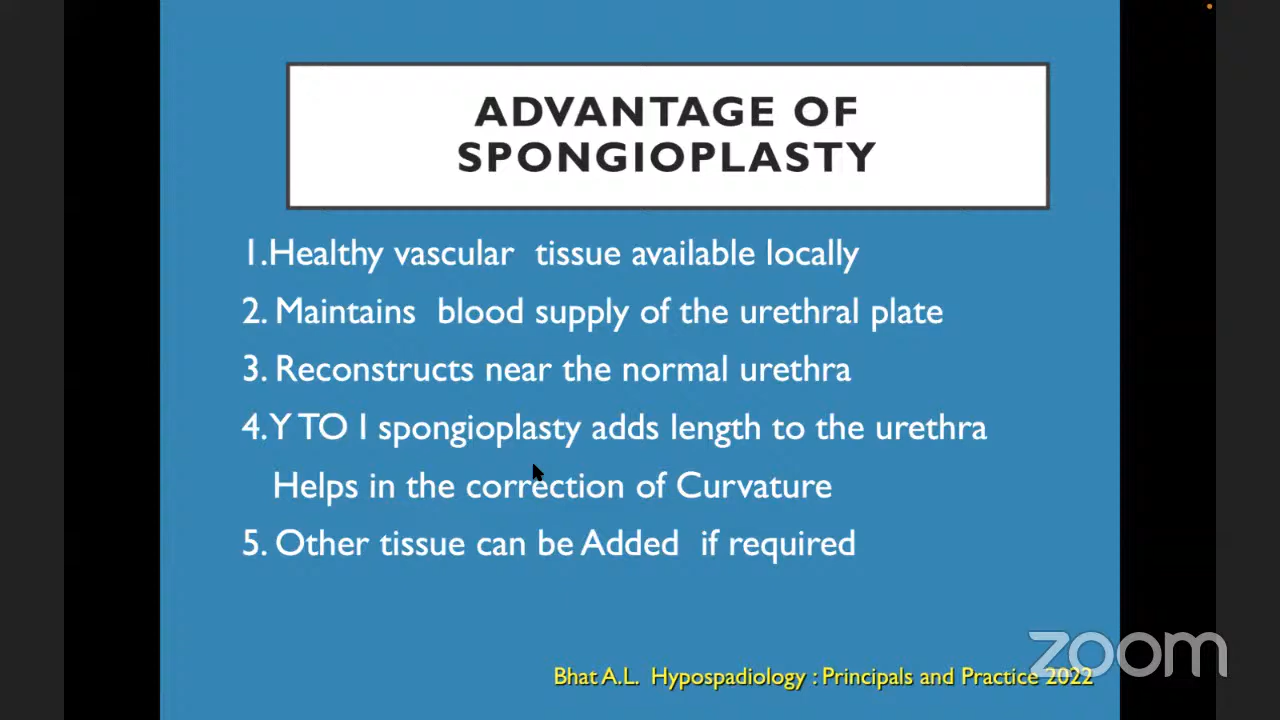 ADVANTAGE OF
SPONGIOPLASTY
1.Healthy vascular tissue available locally
2. Maintains blood supply of the urethral plate
3. Reconstructs near the normal urethra
4.Y TO I spongioplasty adds length to the urethra
Helps in the correction of Curvature
5. Other tissue can be Added if required
zoom
Bhat A.L. Hypospadiology : Principals and Practice 2022